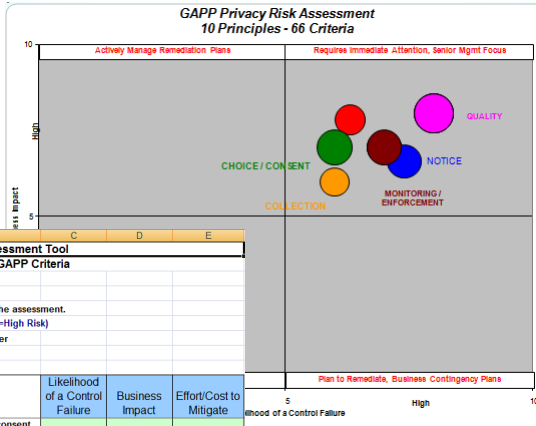 GAPP Privacy Risk Assessment
10 Principles - 66 Criteria
10
Actively Manage Remediation Plans
Requires Immediate Attention, Senior Mgmt Focus
High
QUALITY
CHOICE / CONSENT
NOTICE
MONITORING /
ENFORCEMENT
COLLECTION
ess Impact
5
C D E
ssment Tool
GAPP Criteria
he assessment.
=High Risk)
er
Likelihood
of a Control
Failure
Business
Impact
Effort/Cost to
Mitigate
onsent
Plan to Remediate, Business Contingency Plans
5
High
10
lihood of a Control Failure